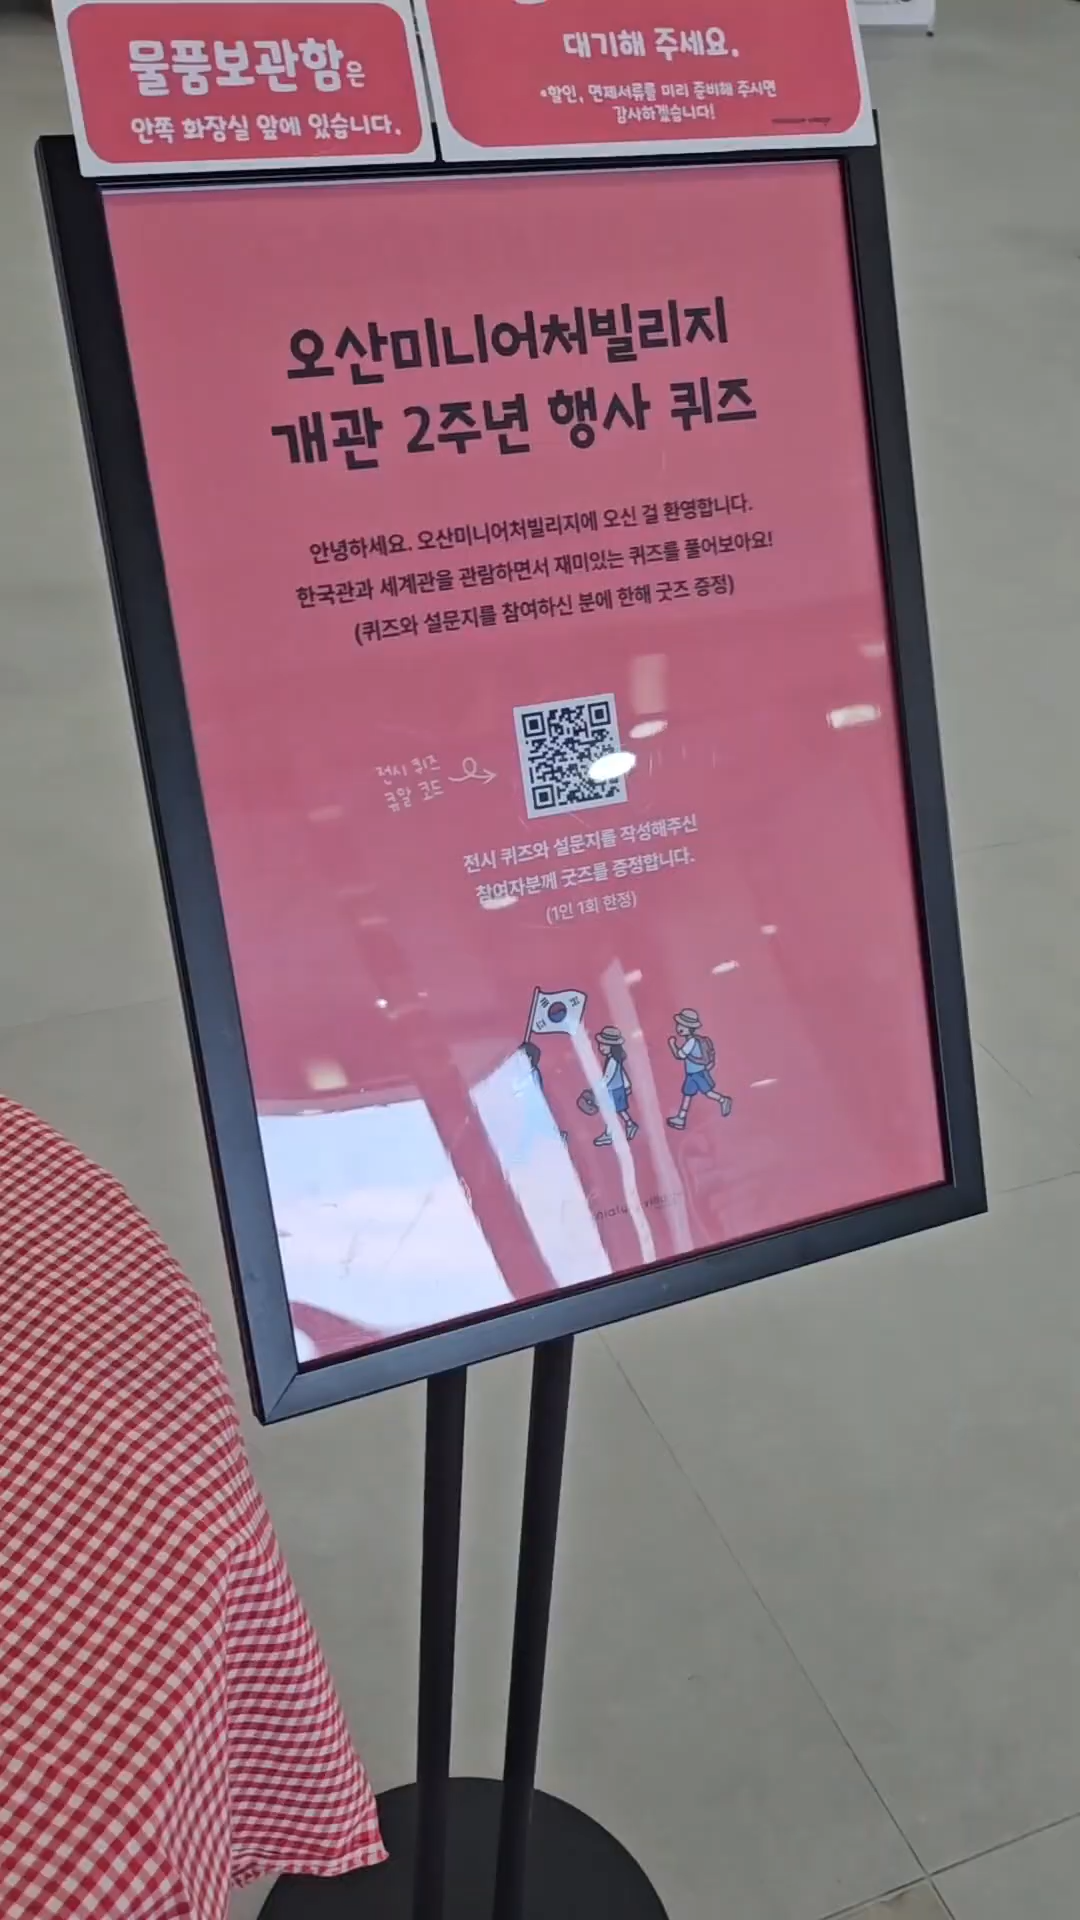 물품보관함은
안쪽 화장실 앞에 있습니다.
대기해 주세요.
*할인, 면제서류를 미리 준비해 주시면
감사하겠습니다!
오산미니어처빌리지
개관 2주년 행사 퀴즈
안녕하세요. 오산미니어처빌리지에 오신 걸 환영합니다.
한국관과 세계관을 관람하면서 재미있는 퀴즈를 풀어보아요!
(퀴즈와 설문지를 참여하신 분에 한해 굿즈 증정)
전시 퀴즈
큐알 코드
전시 퀴즈와 설문지를 작성해주신
참여자분께 굿즈를 증정합니다.
(1인 1회 한정)